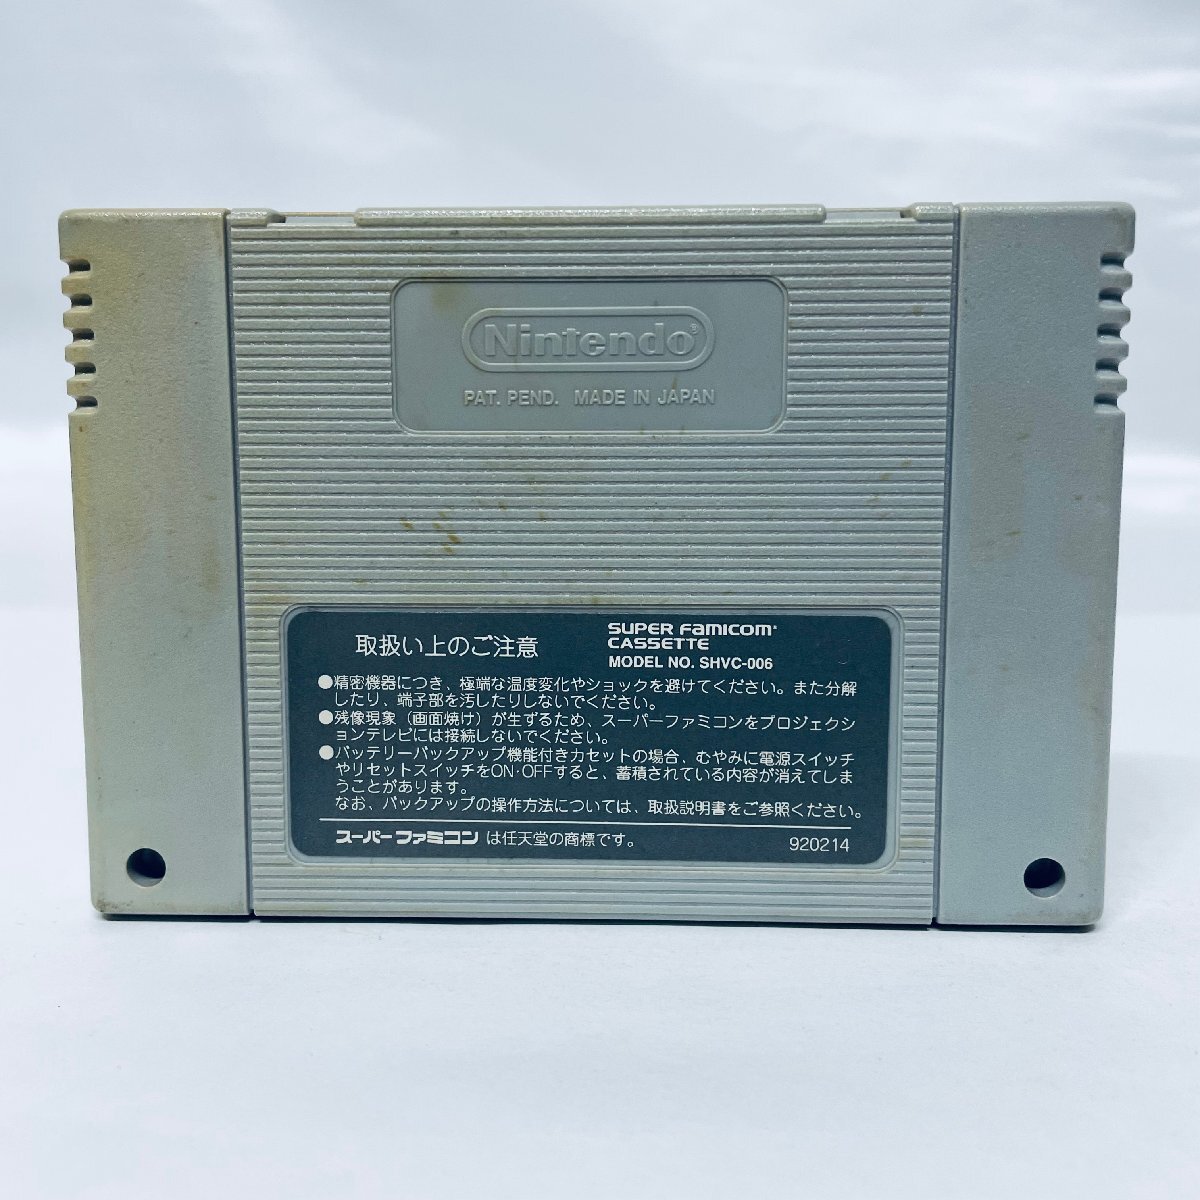 Nintendo®
PAT. PEND. MADE IN JAPAN
取扱い上のご注意
SUPER FAMICOM®
CASSETTE
MODEL NO. SHVC-006
●精密機器につき、極端な温度変化やショックを避けてください。また分解
したり、端子部を汚したりしないでください。
●残像現象(画面焼け)が生ずるため、スーパーファミコンをプロジェクシ
ョンテレビには接続しないでください。
●バッテリーバックアップ機能付きカセットの場合、むやみに電源スイッチ
やリセットスイッチをON・OFFすると、蓄積されている内容が消えてしま
うことがあります。
なお、バックアップの操作方法については、取扱説明書をご参照ください。
スーパーファミコン は任天堂の商標です。
920214